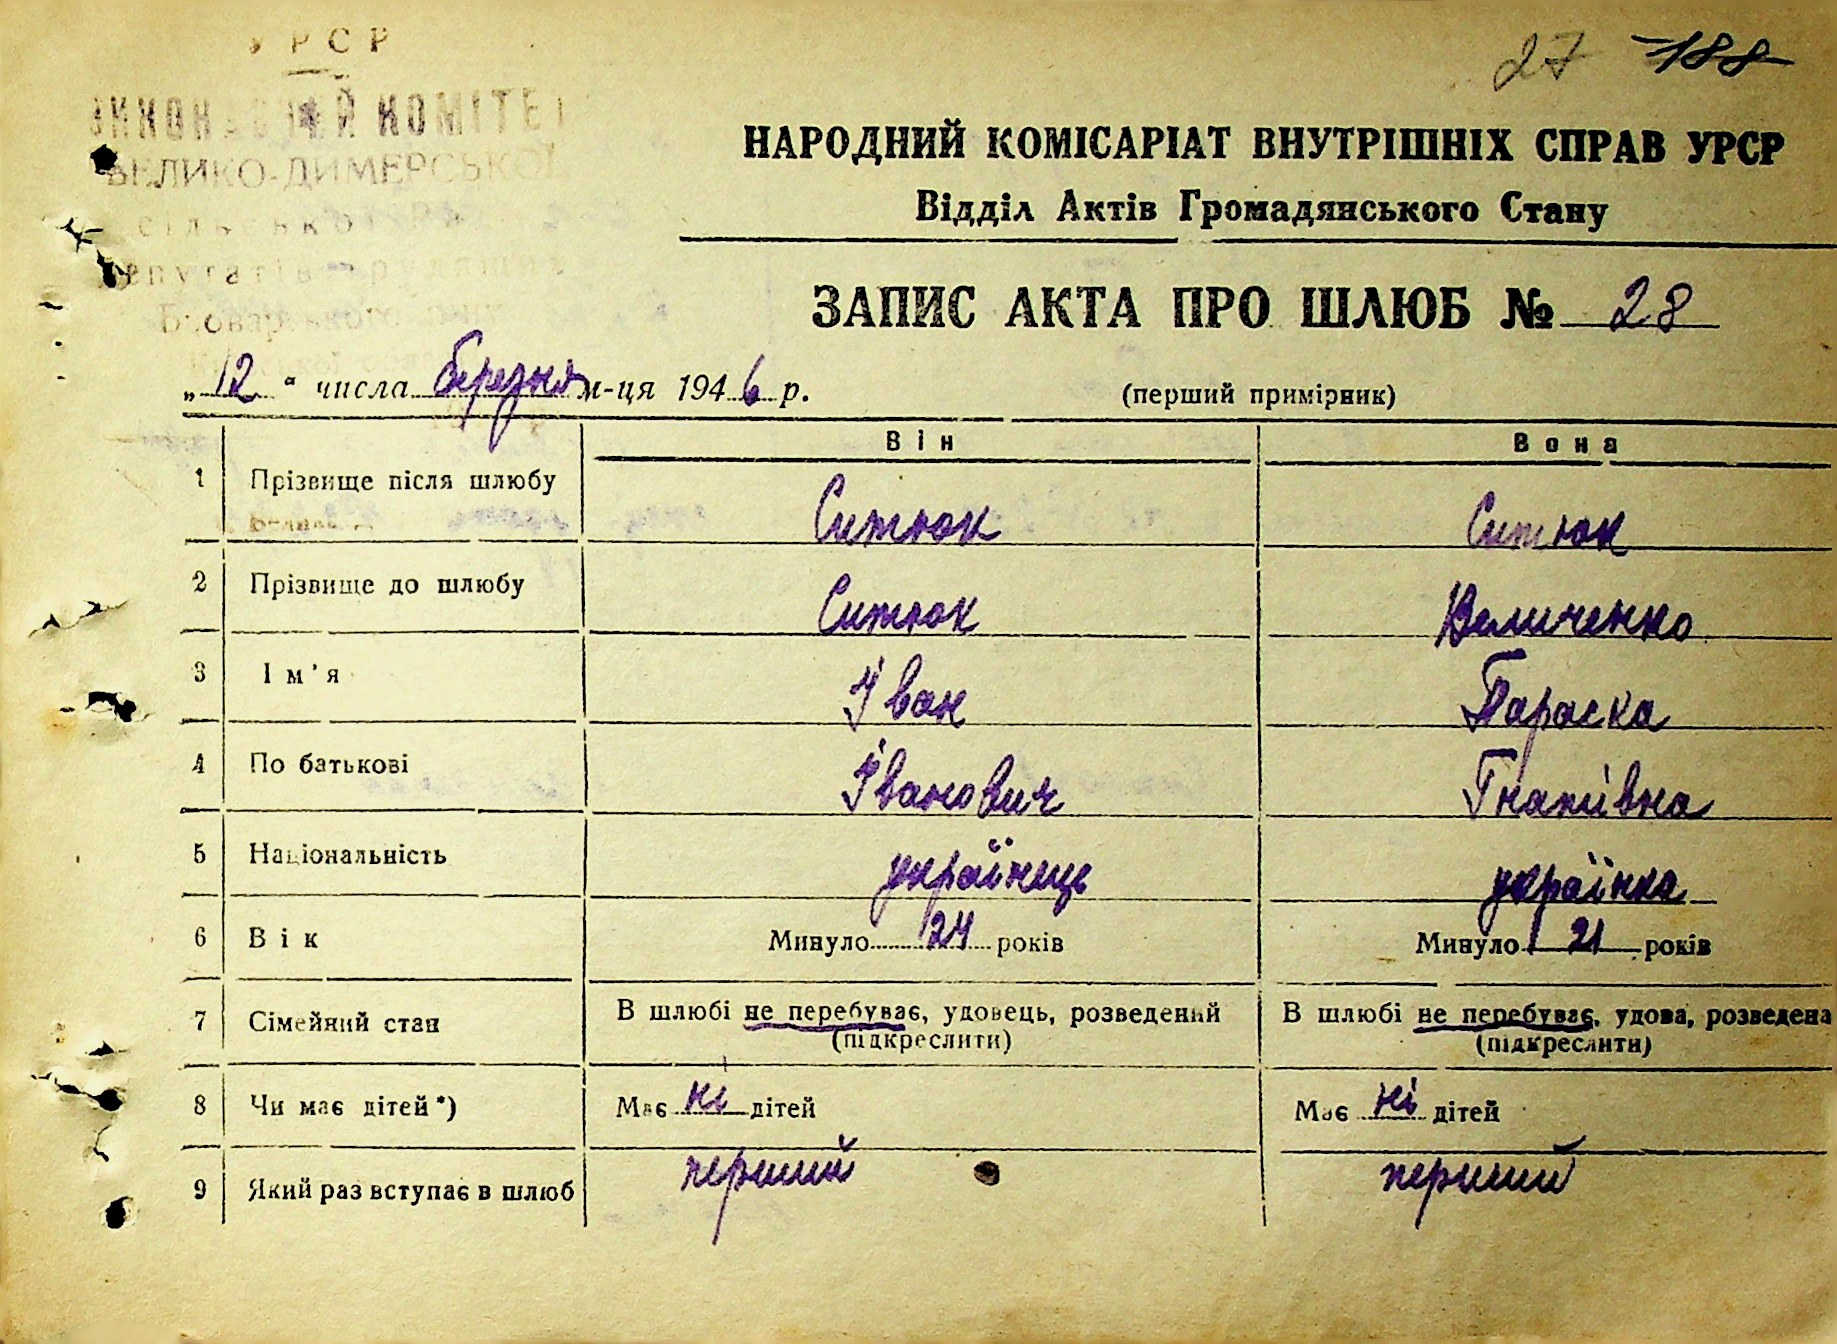 УРСР
27 188
ВИКОНАВЧИЙ КОМІТЕТ
ВЕЛИКО-ДИМЕРСЬКОЇ
НАРОДНИЙ КОМІСАРІАТ ВНУТРІШНІХ СПРАВ УРСР
Відділ Актів Громадянського Стану
ЗАПИС АКТА ПРО ШЛЮБ № 28
„ 12 “ числа березня м-ця 1946 р.
(перший примірник)
Він Вона
1 Прізвище після шлюбу Ситюк Ситюк
2 Прізвище до шлюбу Ситюк Величенко
3 Ім'я Іван Параска
4 По батькові Іванович Гнатівна
5 Національність українець українка
6 Вік Минуло 24 років Минуло 21 років
7 Сімейний стан В шлюбі не перебуває, удовець, розведений В шлюбі не перебуває, удова, розведена
(підкреслити) (підкреслити)
8 Чи має дітей*) Має ні дітей Має ні дітей
9 Який раз вступає в шлюб перший перший